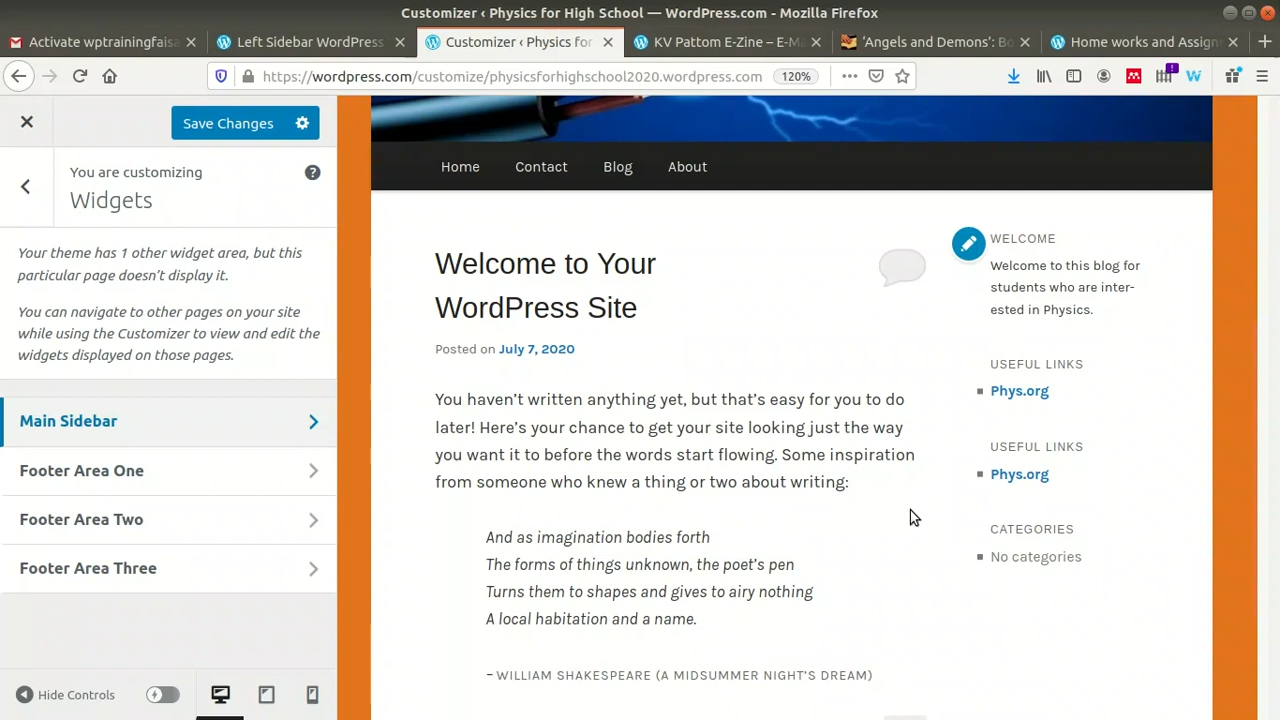 Customizer ‹ Physics for High School — WordPress.com - Mozilla Firefox
Activate wptrainingfaisa
Left Sidebar WordPress
Customizer ‹ Physics for
KV Pattom E-Zine – E-Ma
‘Angels and Demons’: Bo
Home works and Assignm
https://wordpress.com/customize/physicsforhighschool2020.wordpress.com
120%
Save Changes
You are customizing
Widgets
Your theme has 1 other widget area, but this
particular page doesn’t display it.
You can navigate to other pages on your site
while using the Customizer to view and edit the
widgets displayed on those pages.
Main Sidebar
Footer Area One
Footer Area Two
Footer Area Three
Hide Controls
Home
Contact
Blog
About
Welcome to Your
WordPress Site
Posted on July 7, 2020
You haven’t written anything yet, but that’s easy for you to do
later! Here’s your chance to get your site looking just the way
you want it to before the words start flowing. Some inspiration
from someone who knew a thing or two about writing:
And as imagination bodies forth
The forms of things unknown, the poet’s pen
Turns them to shapes and gives to airy nothing
A local habitation and a name.
– WILLIAM SHAKESPEARE (A MIDSUMMER NIGHT’S DREAM)
WELCOME
Welcome to this blog for
students who are inter-
ested in Physics.
USEFUL LINKS
Phys.org
USEFUL LINKS
Phys.org
CATEGORIES
No categories